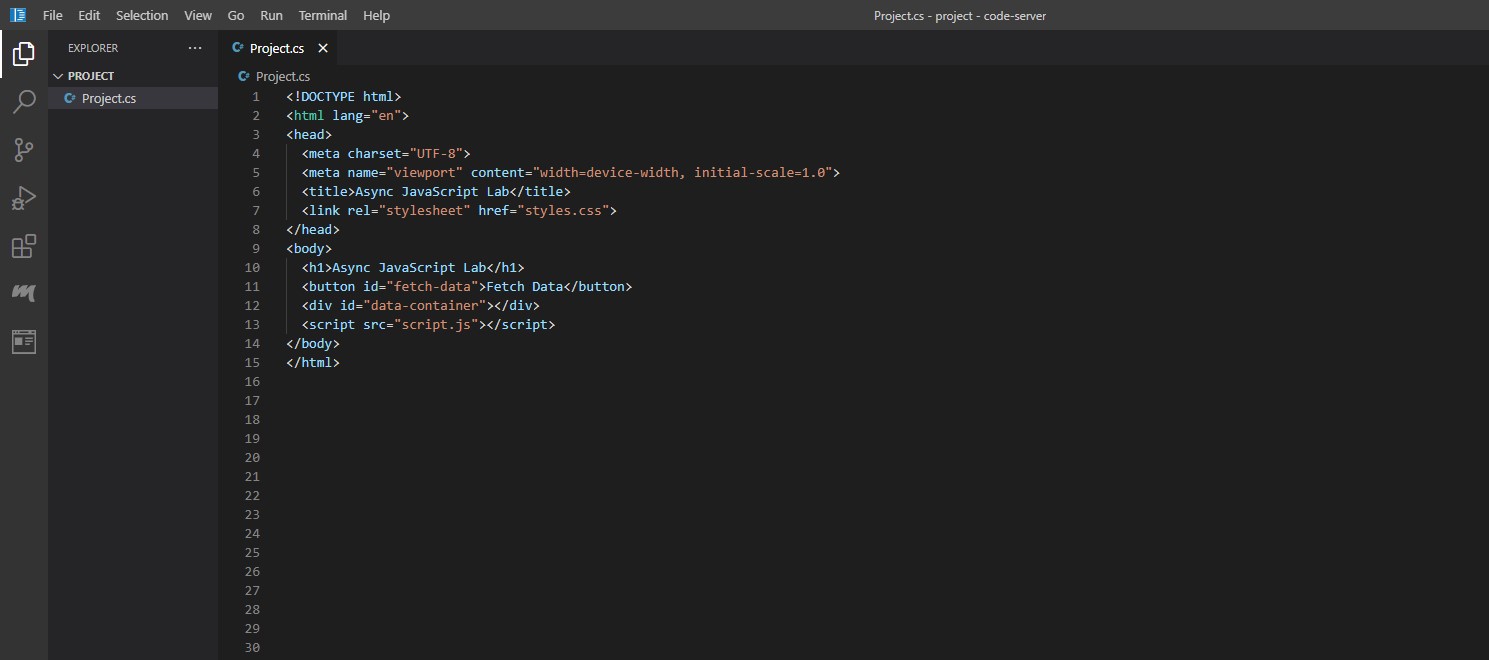 File Edit Selection View Go Run Terminal Help Project.cs - project - code-server
EXPLORER ···
PROJECT
C# Project.cs
C# Project.cs ×
C# Project.cs
1 <!DOCTYPE html>
2 <html lang="en">
3 <head>
4 <meta charset="UTF-8">
5 <meta name="viewport" content="width=device-width, initial-scale=1.0">
6 <title>Async JavaScript Lab</title>
7 <link rel="stylesheet" href="styles.css">
8 </head>
9 <body>
10 <h1>Async JavaScript Lab</h1>
11 <button id="fetch-data">Fetch Data</button>
12 <div id="data-container"></div>
13 <script src="script.js"></script>
14 </body>
15 </html>
16
17
18
19
20
21
22
23
24
25
26
27
28
29
30